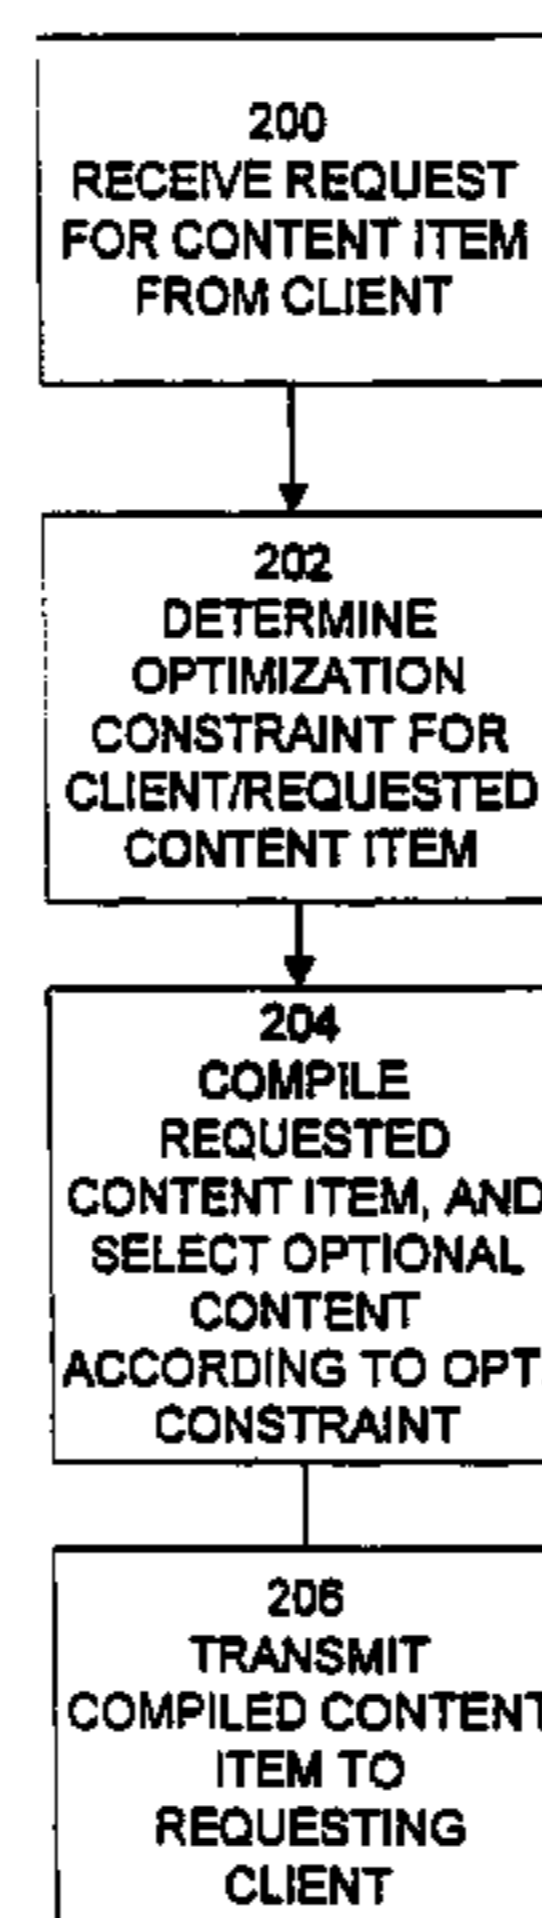 200
RECEIVE REQUEST
FOR CONTENT ITEM
FROM CLIENT
202
DETERMINE
OPTIMIZATION
CONSTRAINT FOR
CLIENT/REQUESTED
CONTENT ITEM
204
COMPILE
REQUESTED
CONTENT ITEM, AND
SELECT OPTIONAL
CONTENT
ACCORDING TO OPT.
CONSTRAINT
206
TRANSMIT
COMPILED CONTENT
ITEM TO
REQUESTING
CLIENT